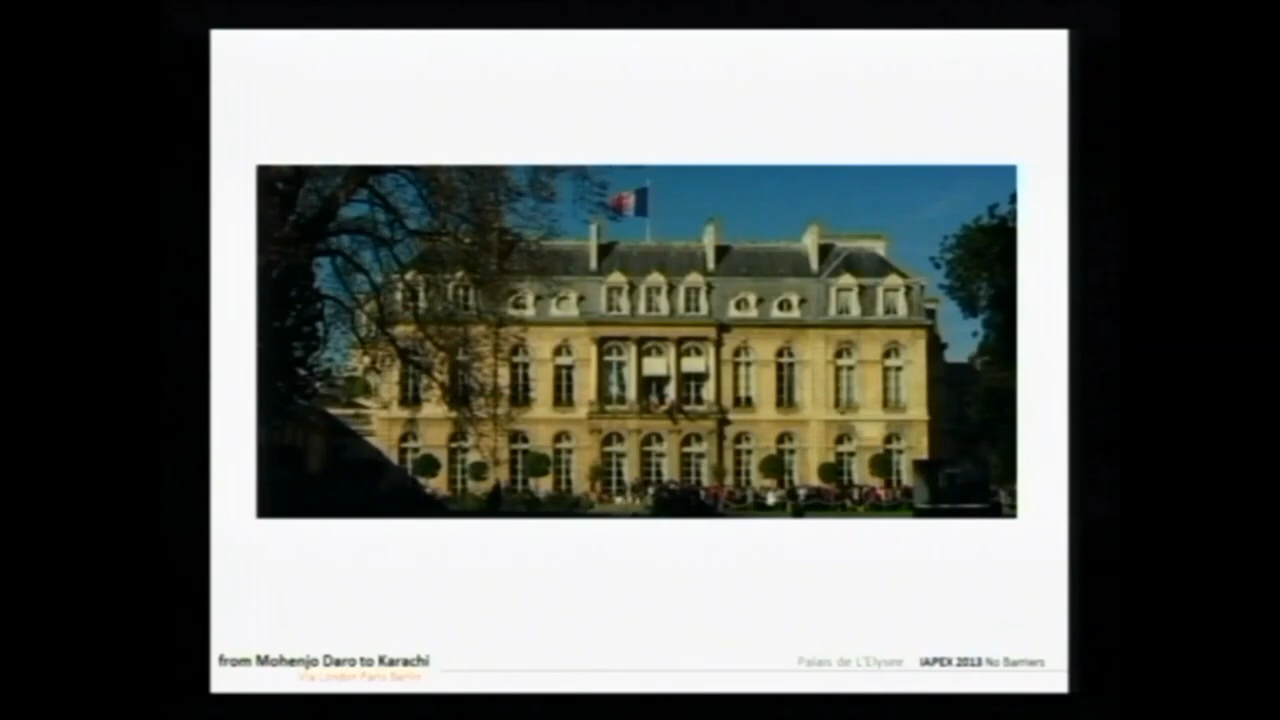 from Mohenjo Daro to Karachi
Via London Paris Berlin
Palais de L'Elysee IAPEX 2013 No Barriers